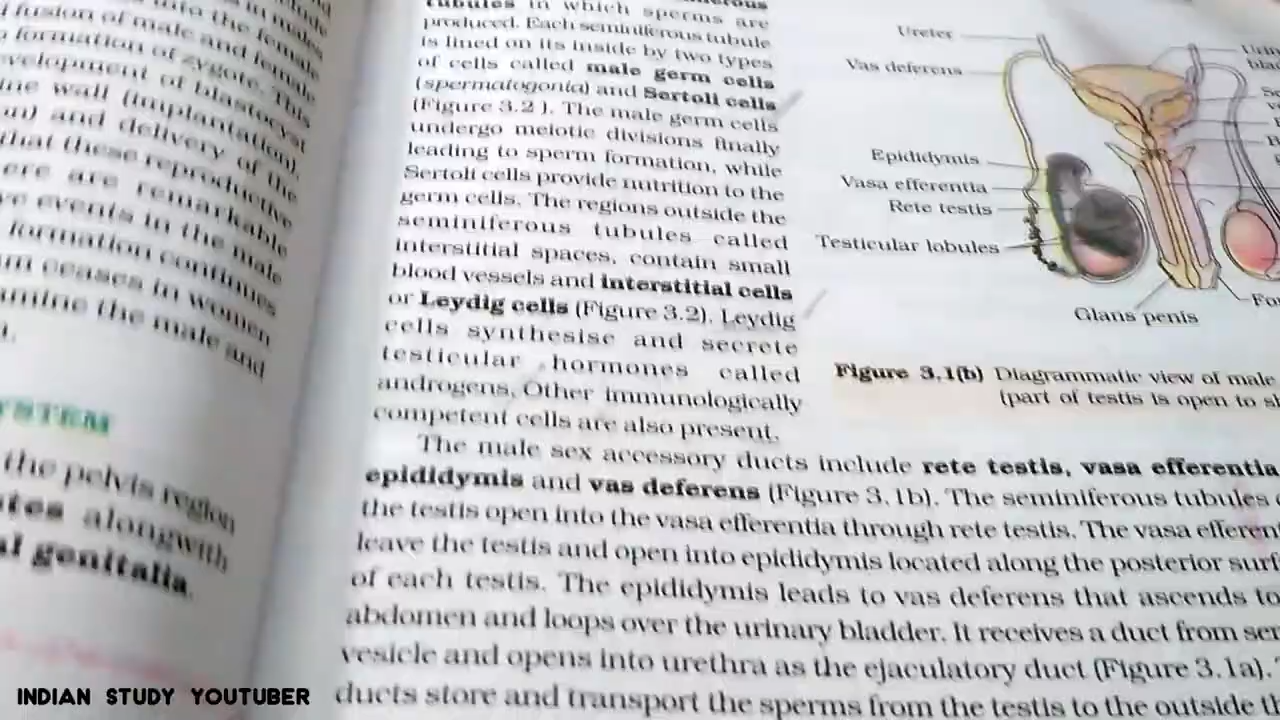 into the female
fusion of male and female
formation of zygote. This
development of blastocyst
wall (implantation)
and delivery of the
that these reproductive
ere are remarkable
events in the male
formation continues
ceases in women
the male and
YSTEM
the pelvis region
alongwith
genitalia.
tubules in which sperms are
produced. Each seminiferous tubule
is lined on its inside by two types
of cells called male germ cells
(spermatogonia) and Sertoli cells
(Figure 3.2 ). The male germ cells
undergo meiotic divisions finally
leading to sperm formation, while
Sertoli cells provide nutrition to the
germ cells. The regions outside the
seminiferous tubules called
interstitial spaces, contain small
blood vessels and interstitial cells
or Leydig cells (Figure 3.2). Leydig
cells synthesise and secrete
testicular hormones called
androgens. Other immunologically
competent cells are also present.
Ureter
Vas deferens
Epididymis
Vasa efferentia
Rete testis
Testicular lobules
Glans penis
Figure 3.1(b) Diagrammatic view of male
(part of testis is open to
The male sex accessory ducts include rete testis, vasa efferentia,
epididymis and vas deferens (Figure 3.1b). The seminiferous tubules
the testis open into the vasa efferentia through rete testis. The vasa efferen
leave the testis and open into epididymis located along the posterior surf
of each testis. The epididymis leads to vas deferens that ascends to
abdomen and loops over the urinary bladder. It receives a duct from
vesicle and opens into urethra as the ejaculatory duct (Figure 3.1a).
ducts store and transport the sperms from the testis to the outside
INDIAN STUDY YOUTUBER